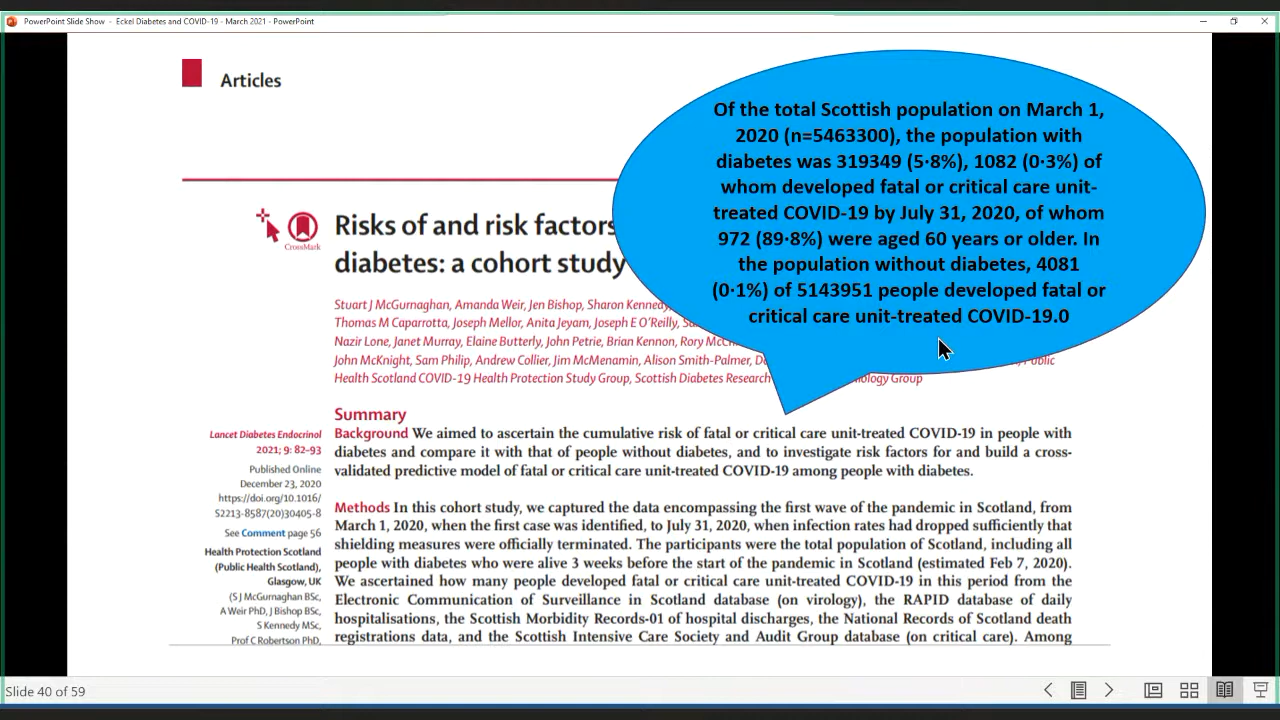 PowerPoint Slide Show - Eckel Diabetes and COVID-19 - March 2021 - PowerPoint
Articles
Of the total Scottish population on March 1,
2020 (n=5463300), the population with
diabetes was 319349 (5·8%), 1082 (0·3%) of
whom developed fatal or critical care unit-
treated COVID-19 by July 31, 2020, of whom
972 (89·8%) were aged 60 years or older. In
the population without diabetes, 4081
(0·1%) of 5143951 people developed fatal or
critical care unit-treated COVID-19.0
CrossMark
Risks of and risk factors
diabetes: a cohort study
Stuart J McGurnaghan, Amanda Weir, Jen Bishop, Sharon Kennedy,
Thomas M Caparrotta, Joseph Mellor, Anita Jeyam, Joseph E O'Reilly,
Nazir Lone, Janet Murray, Elaine Butterly, John Petrie, Brian Kennon, Rory
John McKnight, Sam Philip, Andrew Collier, Jim McMenamin, Alison Smith-Palmer, Public
Health Scotland COVID-19 Health Protection Study Group, Scottish Diabetes Research Group
Summary
Background We aimed to ascertain the cumulative risk of fatal or critical care unit-treated COVID-19 in people with
diabetes and compare it with that of people without diabetes, and to investigate risk factors for and build a cross-
validated predictive model of fatal or critical care unit-treated COVID-19 among people with diabetes.
Methods In this cohort study, we captured the data encompassing the first wave of the pandemic in Scotland, from
March 1, 2020, when the first case was identified, to July 31, 2020, when infection rates had dropped sufficiently that
shielding measures were officially terminated. The participants were the total population of Scotland, including all
people with diabetes who were alive 3 weeks before the start of the pandemic in Scotland (estimated Feb 7, 2020).
We ascertained how many people developed fatal or critical care unit-treated COVID-19 in this period from the
Electronic Communication of Surveillance in Scotland database (on virology), the RAPID database of daily
hospitalisations, the Scottish Morbidity Records-01 of hospital discharges, the National Records of Scotland death
registrations data, and the Scottish Intensive Care Society and Audit Group database (on critical care). Among
Lancet Diabetes Endocrinol
2021; 9: 82–93
Published Online
December 23, 2020
https://doi.org/10.1016/
S2213-8587(20)30405-8
See Comment page 56
Health Protection Scotland
(Public Health Scotland),
Glasgow, UK
(S J McGurnaghan BSc,
A Weir PhD, J Bishop BSc,
S Kennedy MSc,
Prof C Robertson PhD,
Slide 40 of 59